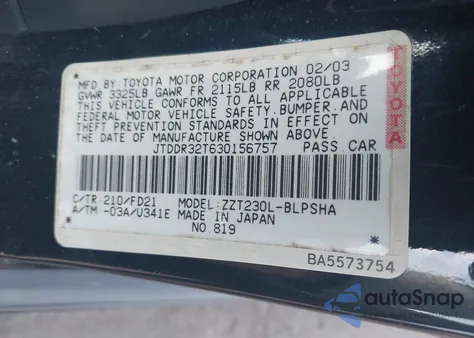 MFD BY TOYOTA MOTOR CORPORATION 02/03
GVWR 3325LB GAWR FR 2115LB RR 2080LB
THIS VEHICLE CONFORMS TO ALL APPLICABLE
FEDERAL MOTOR VEHICLE SAFETY,BUMPER,AND
THEFT PREVENTION STANDARDS IN EFFECT ON
THE DATE OF MANUFACTURE SHOWN ABOVE.
JTDDR32T630156757 PASS.CAR
C/TR:210/FD21 MODEL:ZZT230L-BLPSHA
A/TM -03A/U341E MADE IN JAPAN
NO.819
BA5573754
TOYOTA
autoSnap